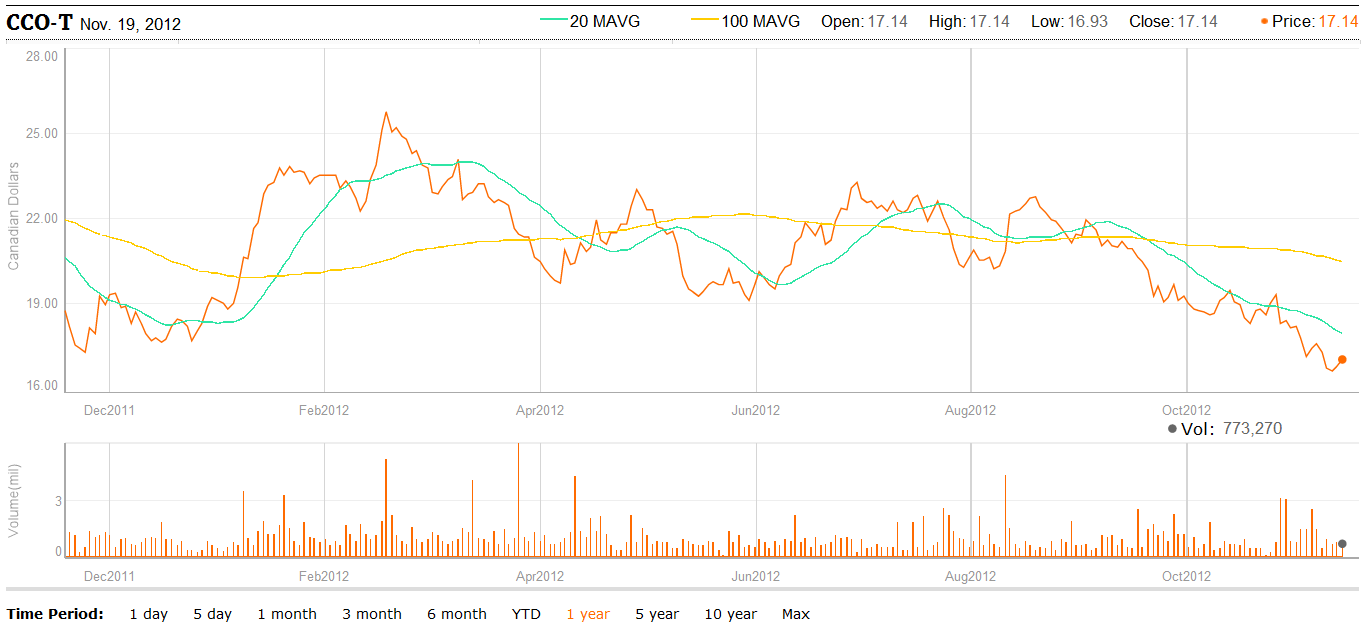 CCO-T Nov. 19, 2012 20 MAVG 100 MAVG Open: 17.14 High: 17.14 Low: 16.93 Close: 17.14 Price: 17.14
28.00
25.00
22.00
19.00
16.00
Canadian Dollars
Dec2011 Feb2012 Apr2012 Jun2012 Aug2012 Oct2012
Vol: 773,270
3
0
Volume(mil)
Dec2011 Feb2012 Apr2012 Jun2012 Aug2012 Oct2012
Time Period: 1 day 5 day 1 month 3 month 6 month YTD 1 year 5 year 10 year Max